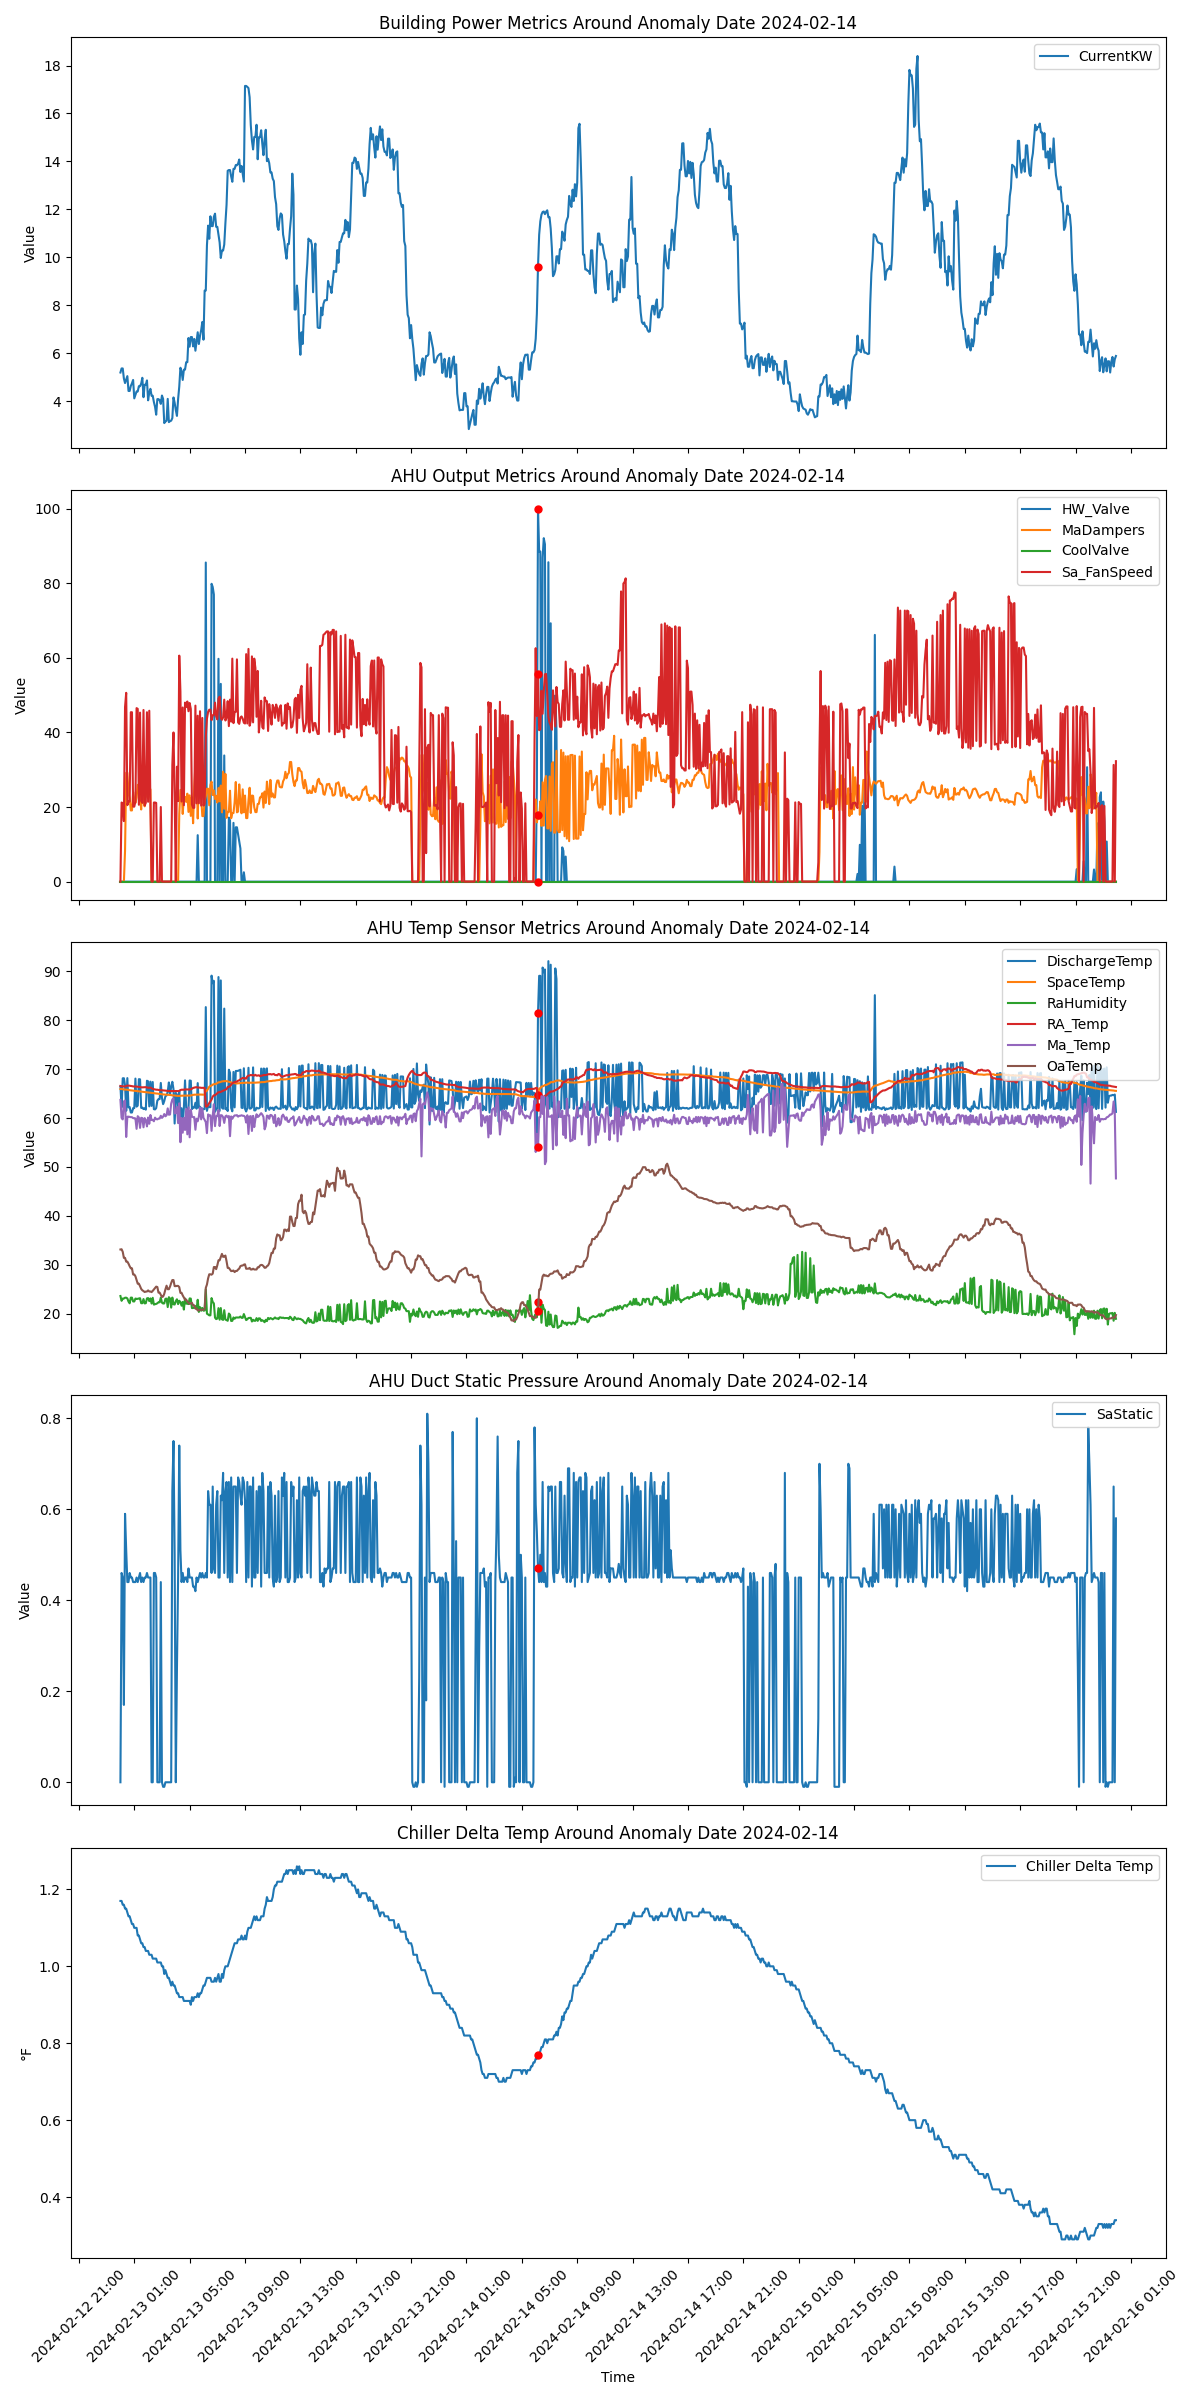 Building Power Metrics Around Anomaly Date 2024-02-14
CurrentKW
18
16
14
12
10
8
6
4
Value
AHU Output Metrics Around Anomaly Date 2024-02-14
HW_Valve
MaDampers
CoolValve
Sa_FanSpeed
100
80
60
40
20
0
Value
AHU Temp Sensor Metrics Around Anomaly Date 2024-02-14
DischargeTemp
SpaceTemp
RaHumidity
RA_Temp
Ma_Temp
OaTemp
90
80
70
60
50
40
30
20
Value
AHU Duct Static Pressure Around Anomaly Date 2024-02-14
SaStatic
0.8
0.6
0.4
0.2
0.0
Value
Chiller Delta Temp Around Anomaly Date 2024-02-14
Chiller Delta Temp
1.2
1.0
0.8
0.6
0.4
°F
2024-02-12 21:00
2024-02-13 01:00
2024-02-13 05:00
2024-02-13 09:00
2024-02-13 13:00
2024-02-13 17:00
2024-02-13 21:00
2024-02-14 01:00
2024-02-14 05:00
2024-02-14 09:00
2024-02-14 13:00
2024-02-14 17:00
2024-02-14 21:00
2024-02-15 01:00
2024-02-15 05:00
2024-02-15 09:00
2024-02-15 13:00
2024-02-15 17:00
2024-02-15 21:00
2024-02-16 01:00
Time